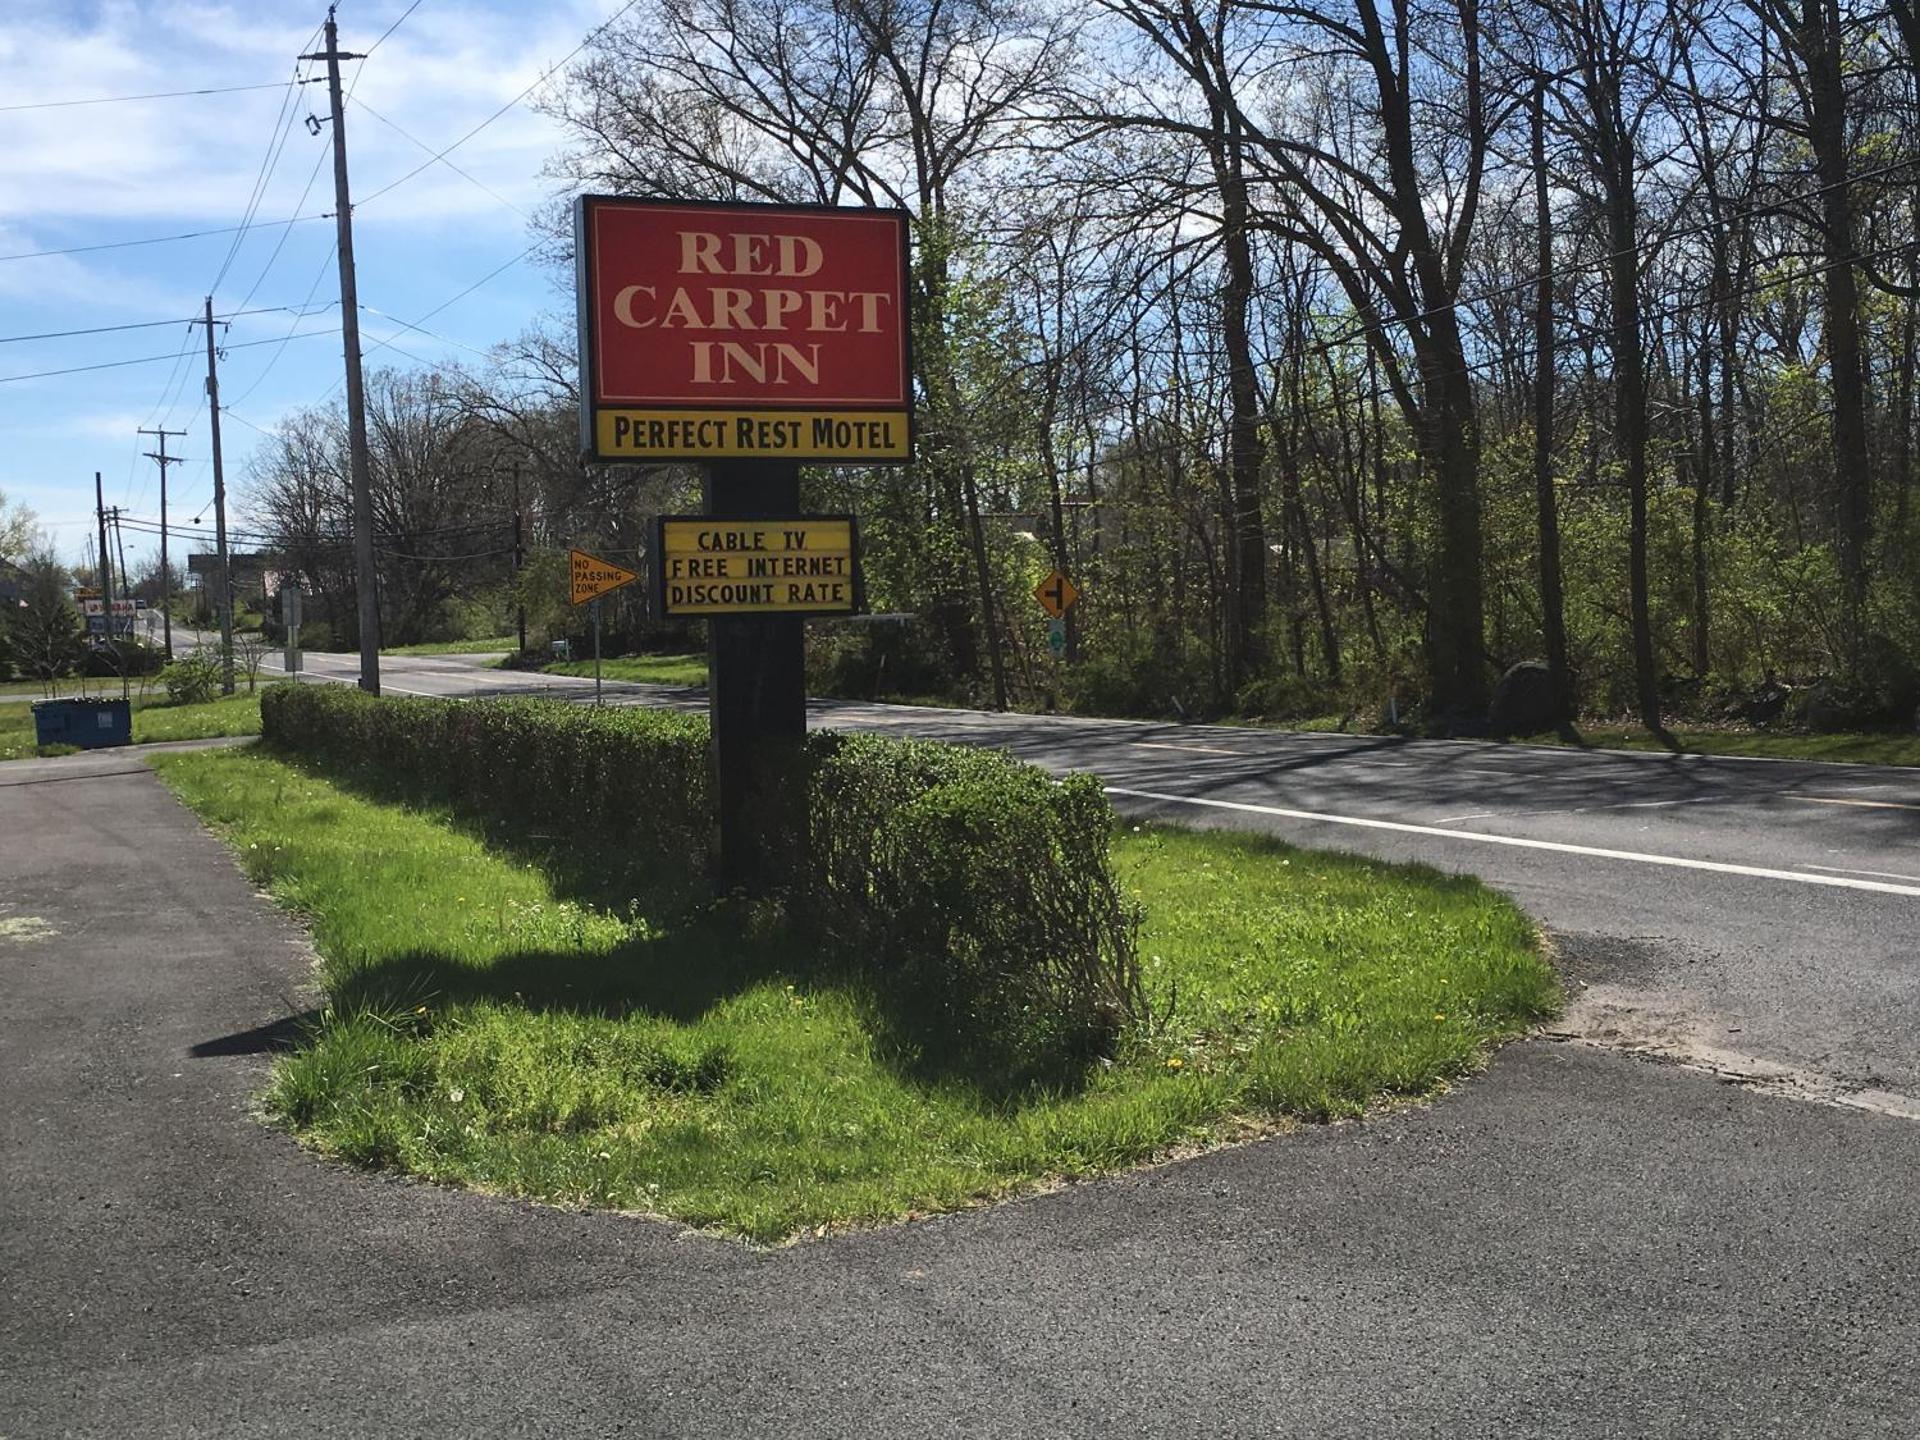 RED
CARPET
INN
PERFECT REST MOTEL
CABLE TV
FREE INTERNET
DISCOUNT RATE
NO
PASSING
ZONE